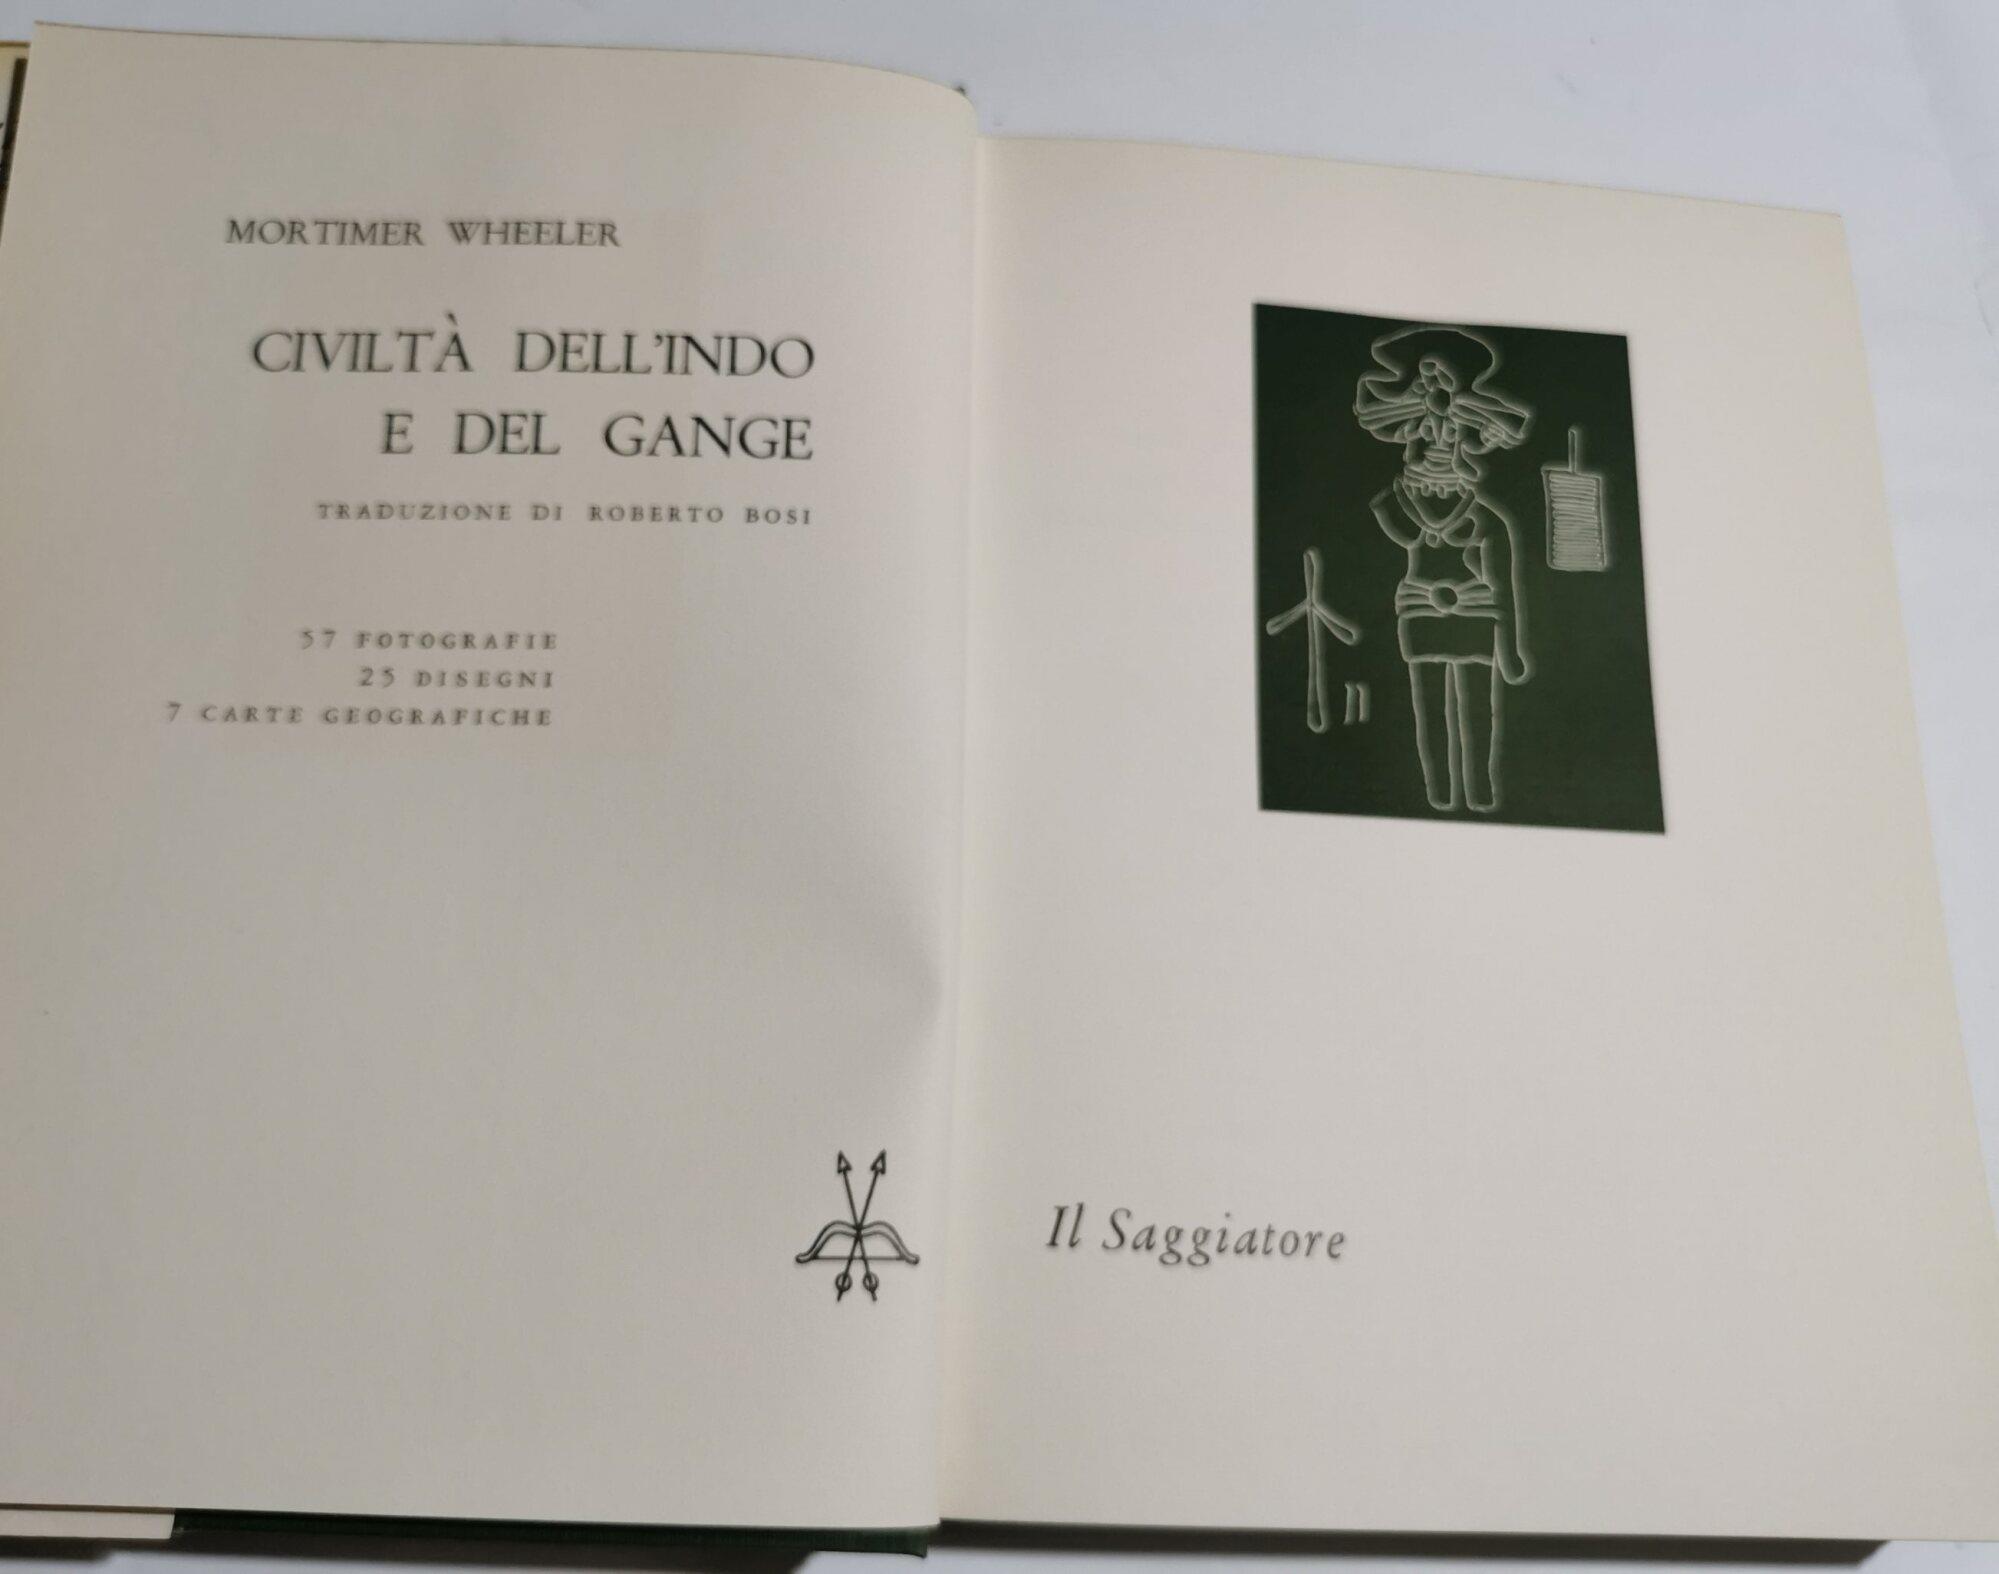 MORTIMER WHEELER
CIVILTÀ DELL'INDO
E DEL GANGE
TRADUZIONE DI ROBERTO BOSI
57 FOTOGRAFIE
25 DISEGNI
7 CARTE GEOGRAFICHE
Il Saggiatore